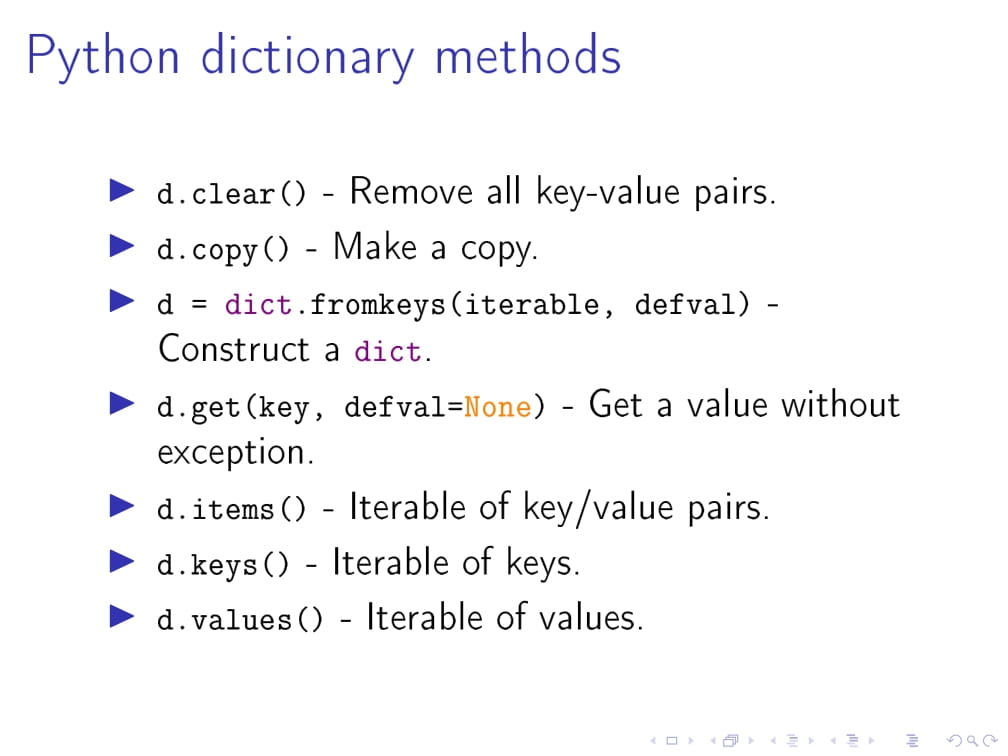 Python dictionary methods
d.clear() - Remove all key-value pairs.
d.copy() - Make a copy.
d = dict.fromkeys(iterable, defval) -
Construct a dict.
d.get(key, defval=None) - Get a value without
exception.
d.items() - Iterable of key/value pairs.
d.keys() - Iterable of keys.
d.values() - Iterable of values.